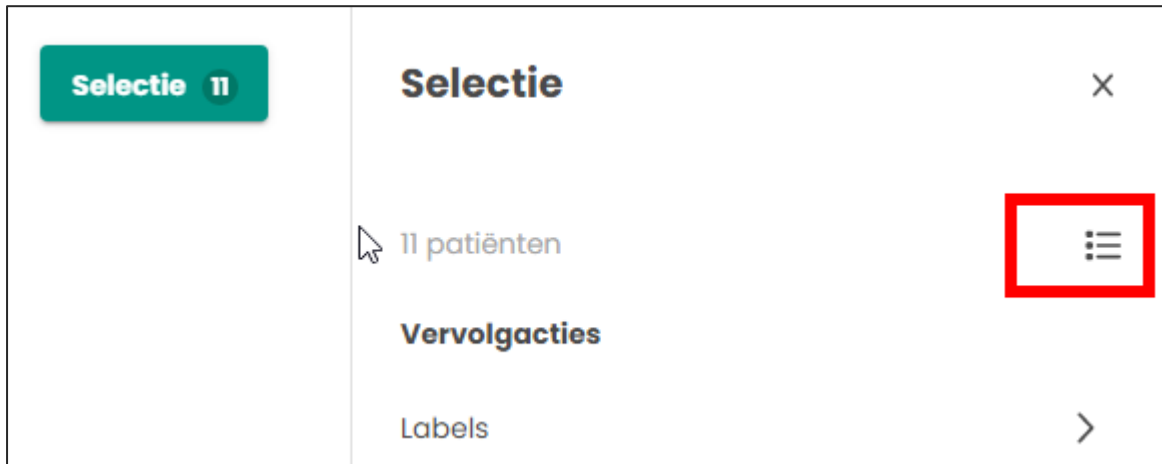 Selectie 11
Selectie
11 patiënten
Vervolgacties
Labels